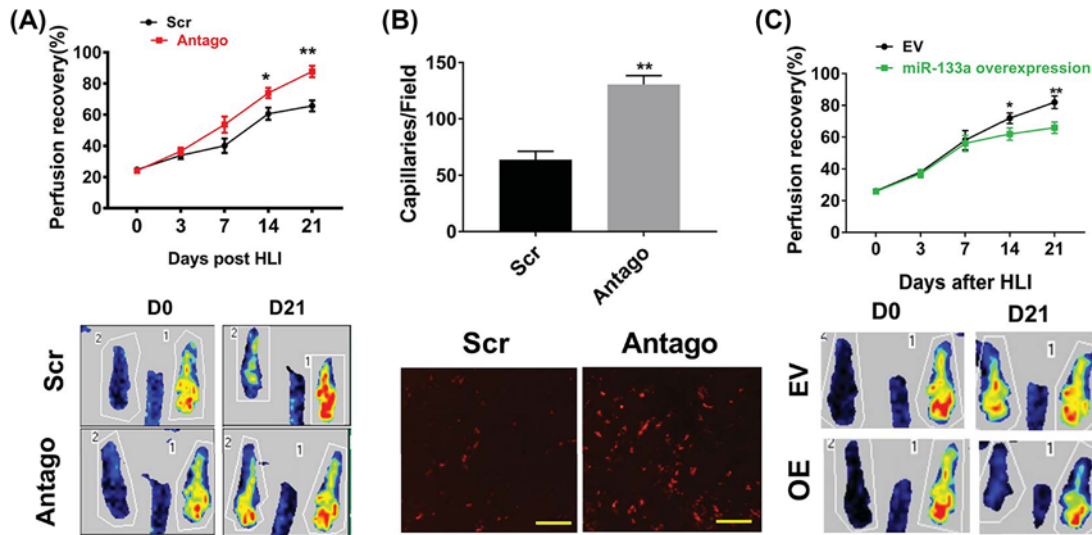 (A)
Scr
Antago
Perfusion recovery(%)
100
80
60
40
20
0
*
**
0 3 7 14 21
Days post HLI
D0 D21
Scr
2 1
2 1
Antago
2 1
2 1
(B)
Capillaries/Field
150
100
50
0
**
Scr
Antago
Scr Antago
(C)
EV
miR-133a overexpression
Perfusion recovery(%)
100
80
60
40
20
0
*
**
0 3 7 14 21
Days after HLI
D0 D21
EV
2 1
2 1
OE
2 1
2 1